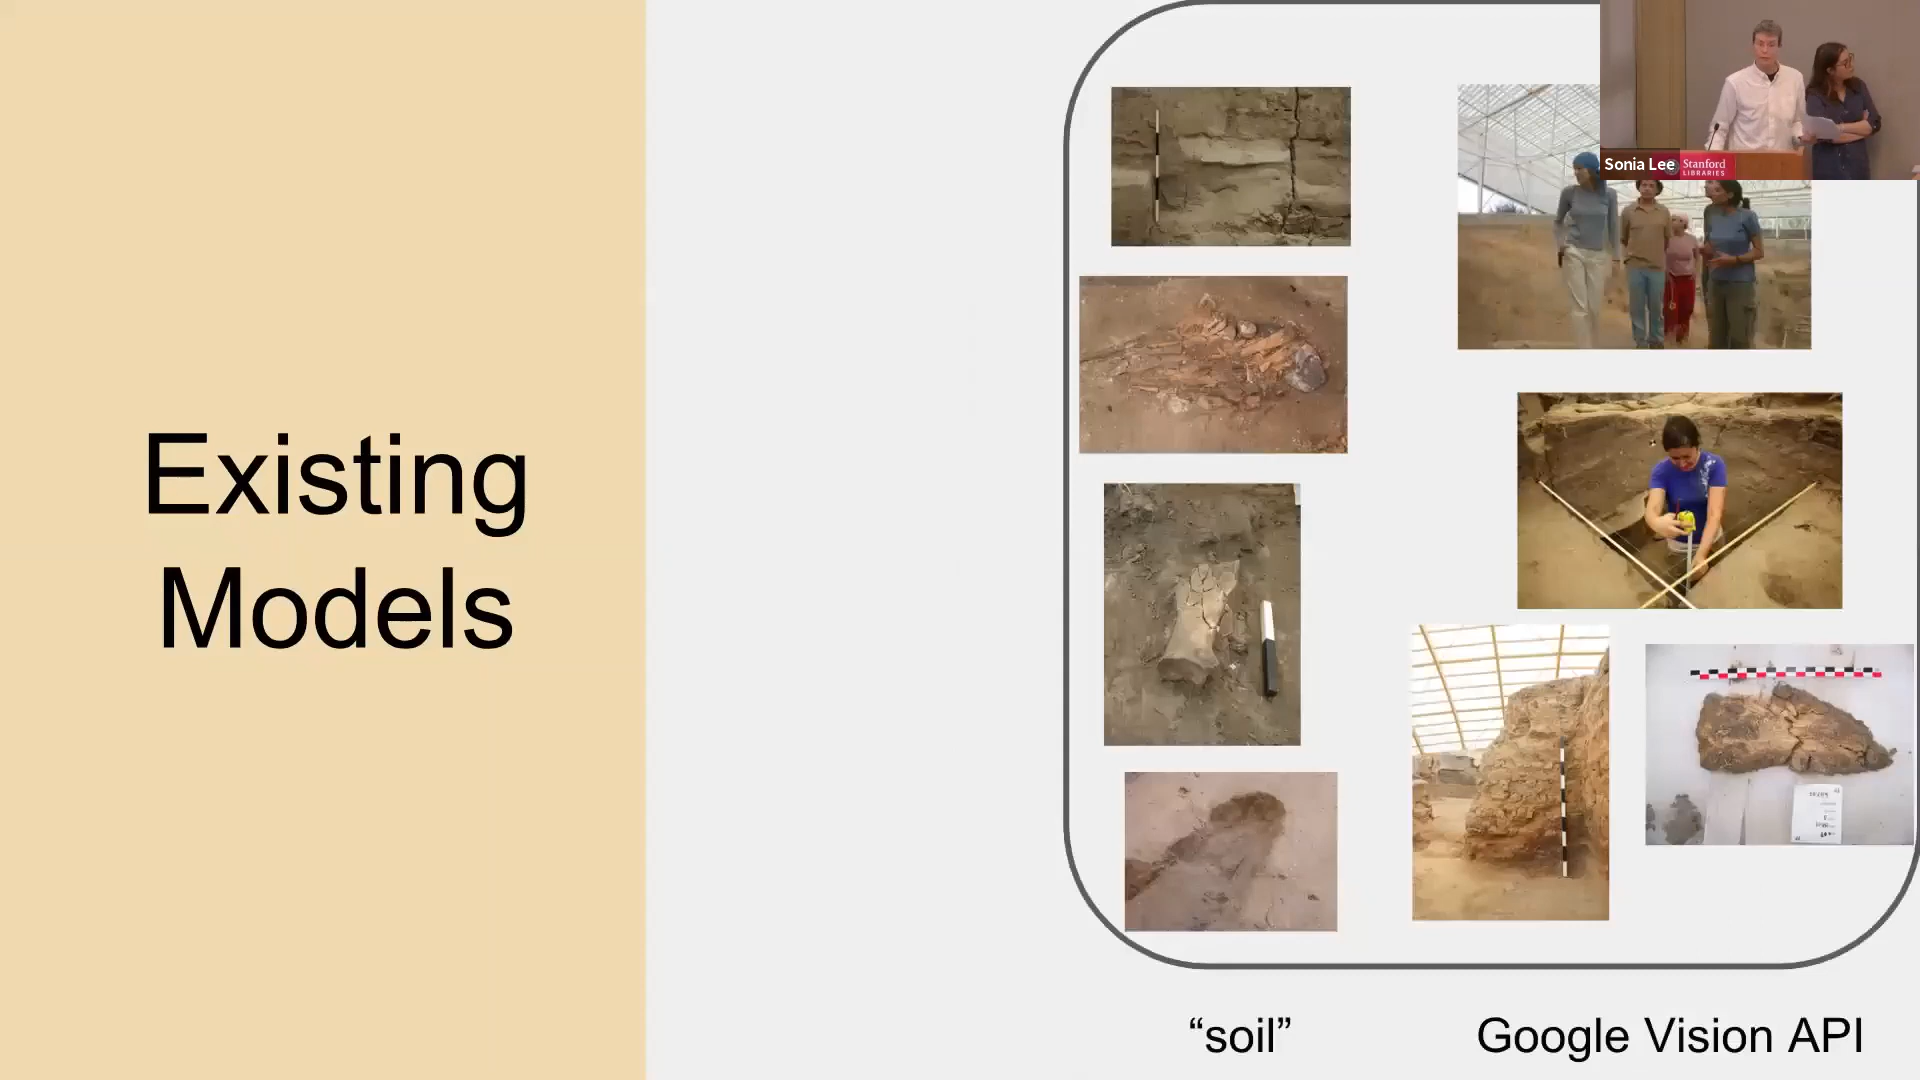 Sonia Lee
Stanford
LIBRARIES
Existing
Models
“soil”
Google Vision API